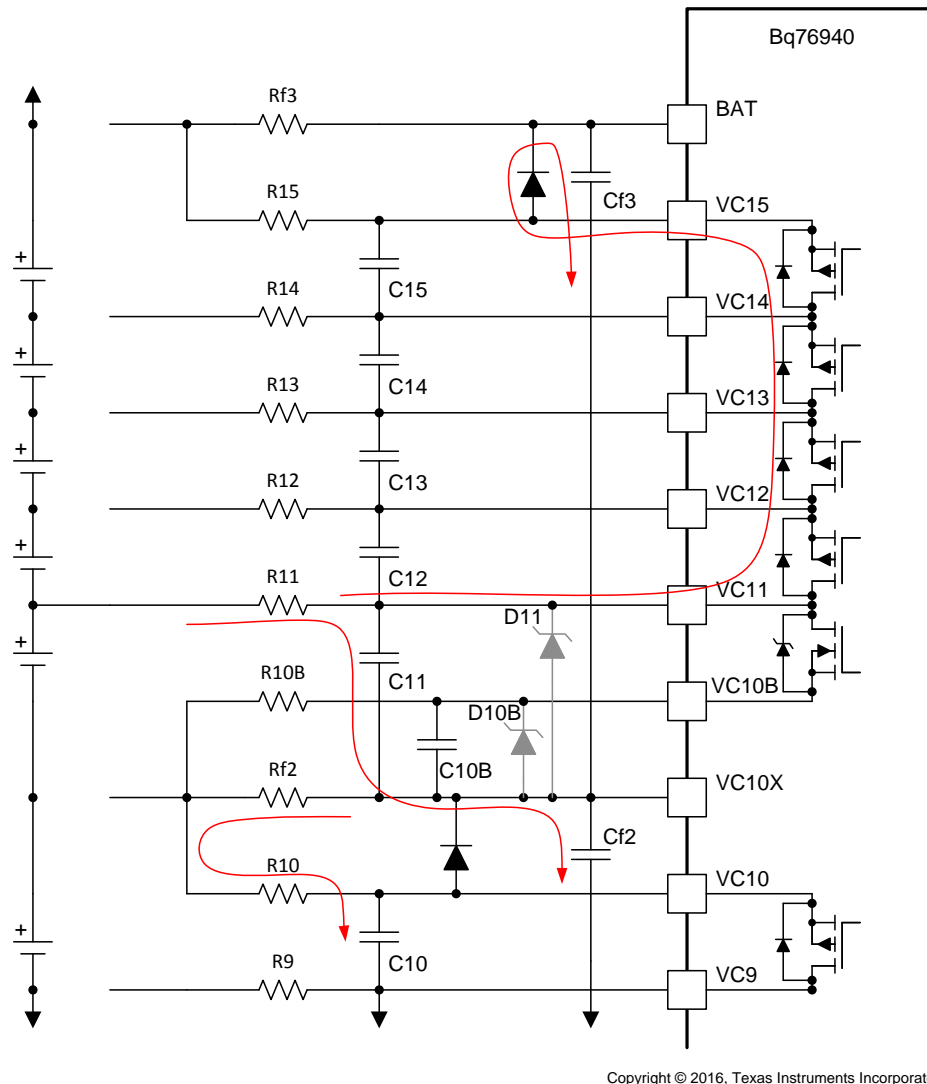 Bq76940
Rf3
BAT
Cf3
R15
VC15
C15
R14
VC14
C14
R13
VC13
C13
R12
VC12
C12
R11
VC11
D11
C11
R10B
VC10B
D10B
C10B
Rf2
VC10X
Cf2
R10
VC10
C10
R9
VC9
+
+
+
+
+
+
Copyright © 2016, Texas Instruments Incorporat